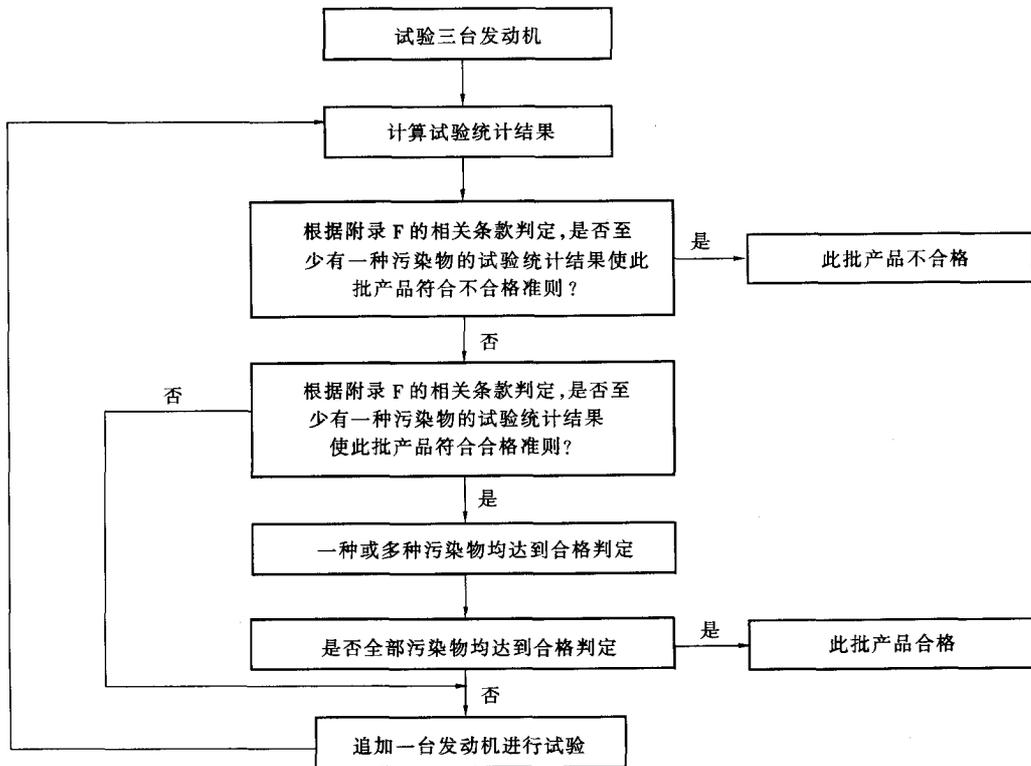 试验三台发动机
计算试验统计结果
根据附录 F 的相关条款判定,是否至
少有一种污染物的试验统计结果使此
批产品符合不合格准则?
是
此批产品不合格
否
根据附录 F 的相关条款判定,是否至
少有一种污染物的试验统计结果
使此批产品符合合格准则?
否
是
一种或多种污染物均达到合格判定
是否全部污染物均达到合格判定
是
此批产品合格
否
追加一台发动机进行试验